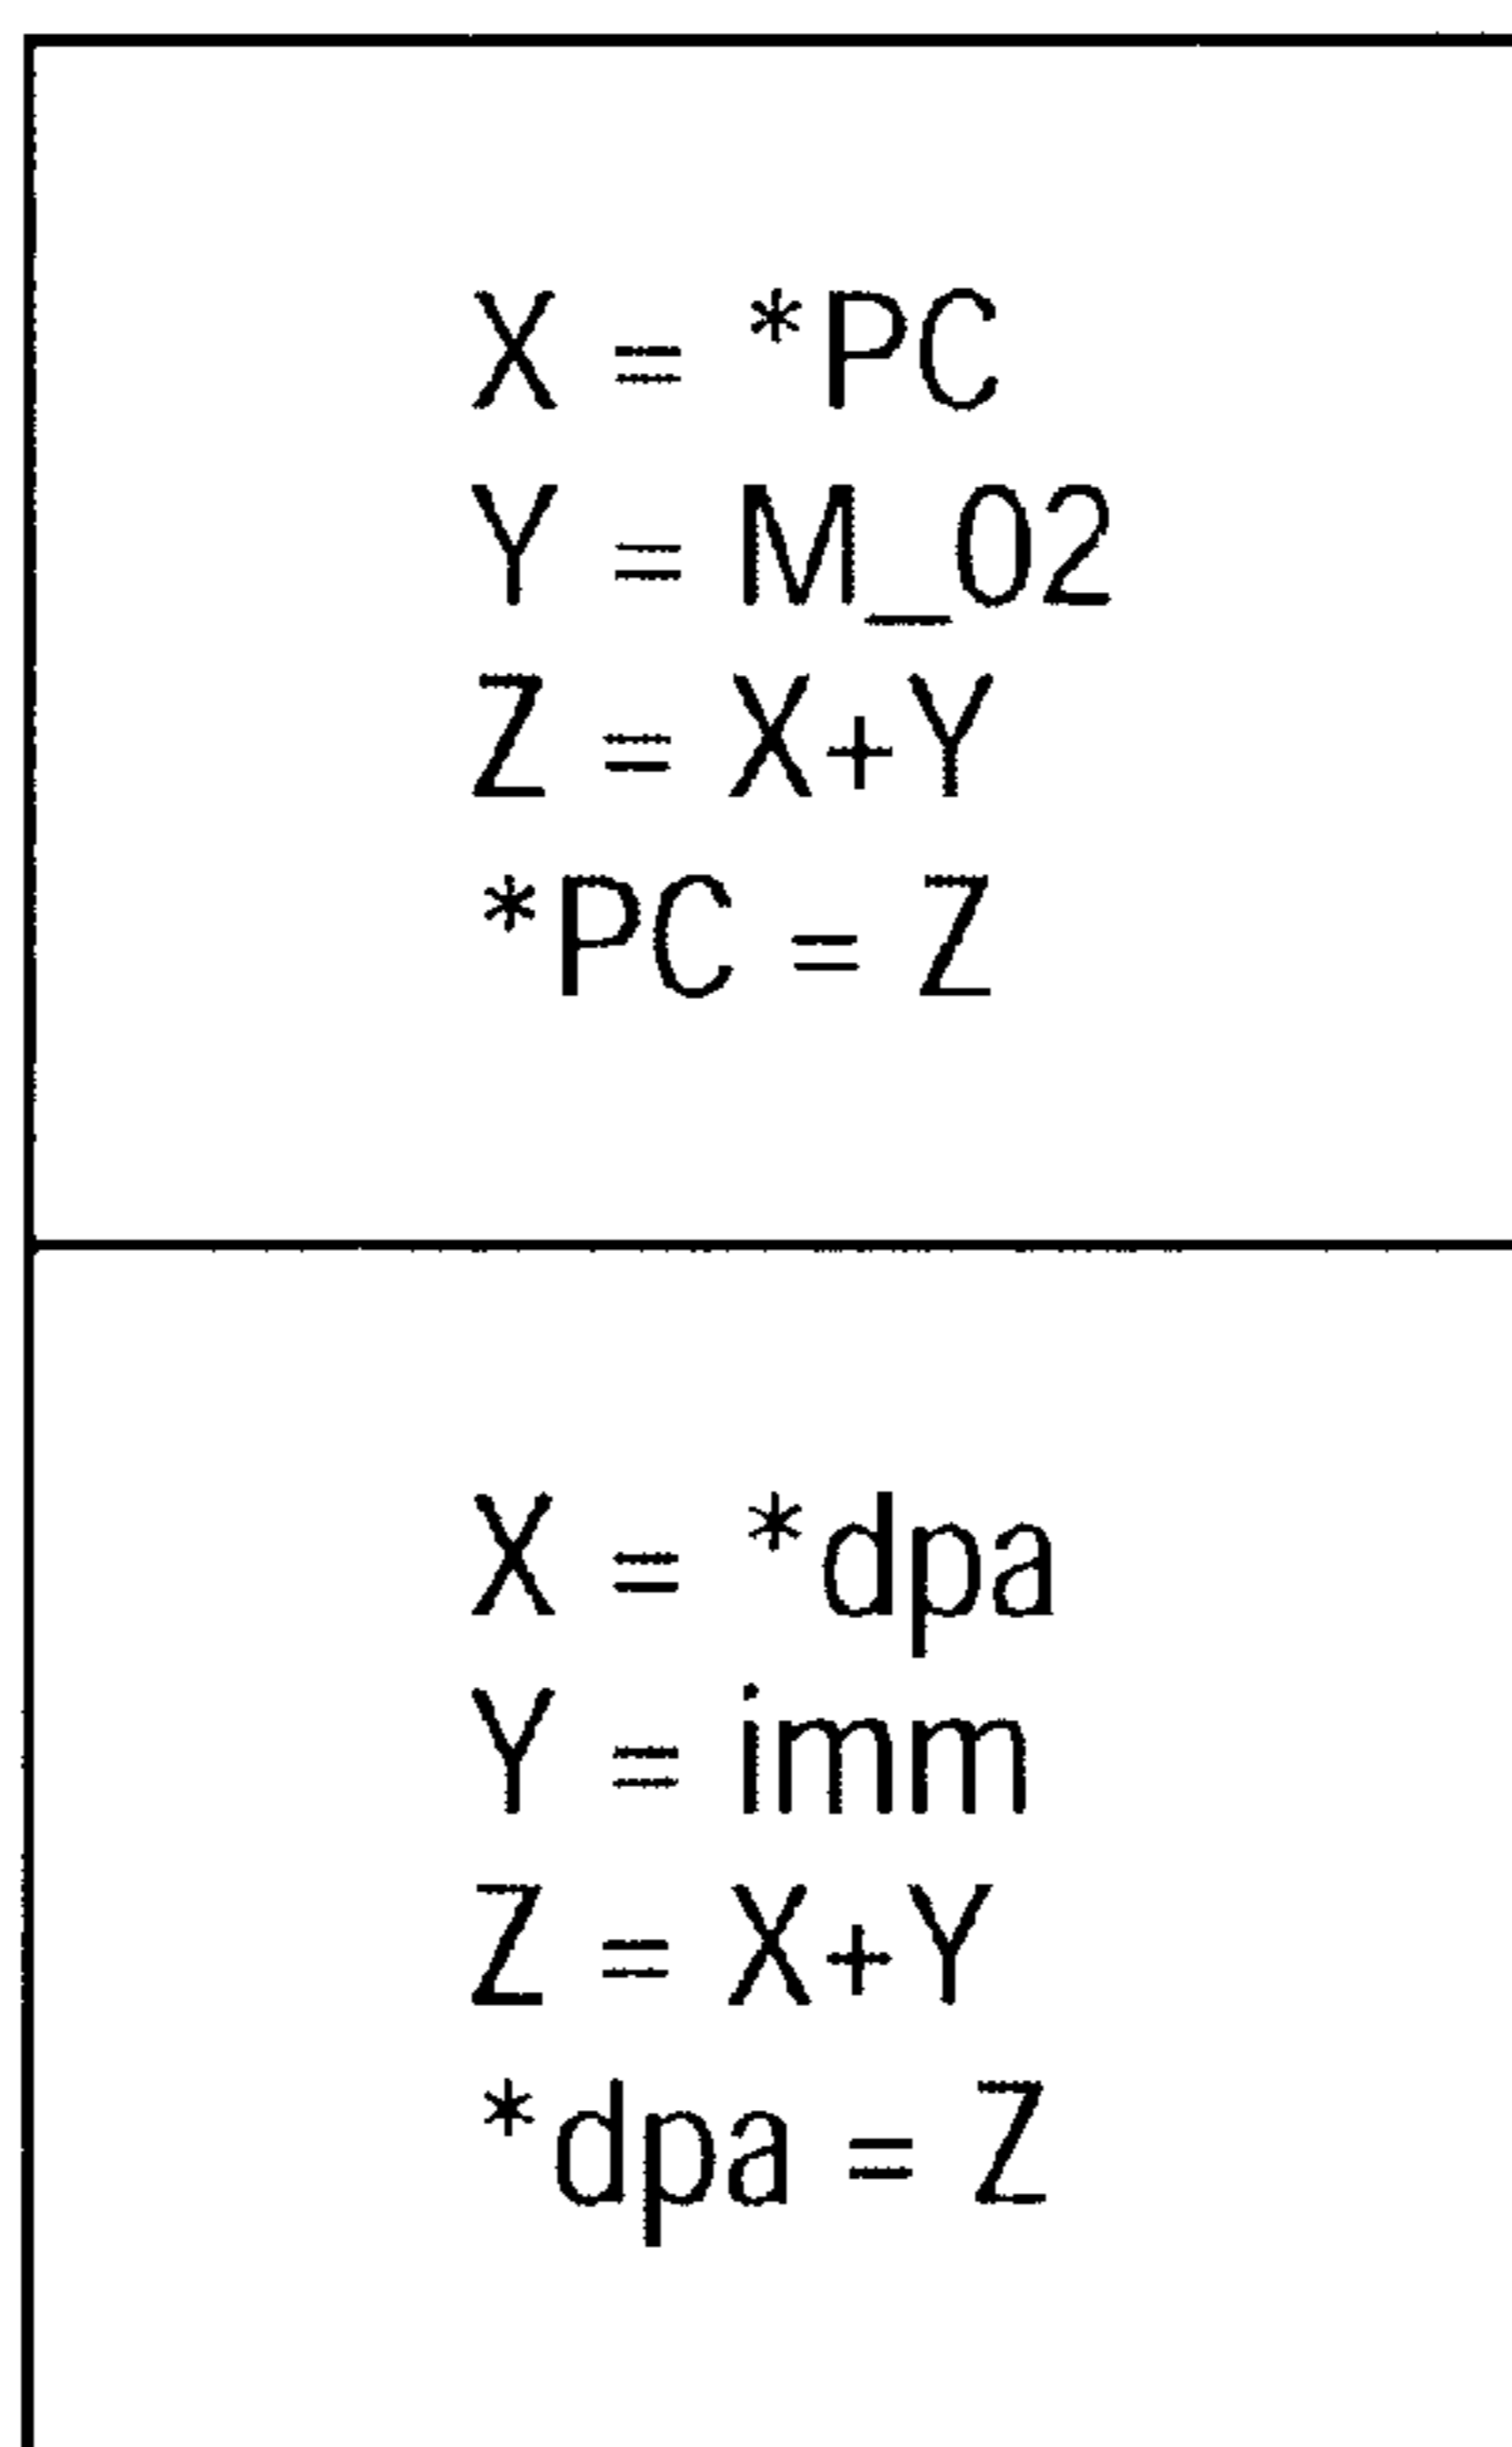 X = *PC
Y = M_02
Z = X+Y
*PC = Z
X = *dpa
Y = imm
Z = X+Y
*dpa = Z